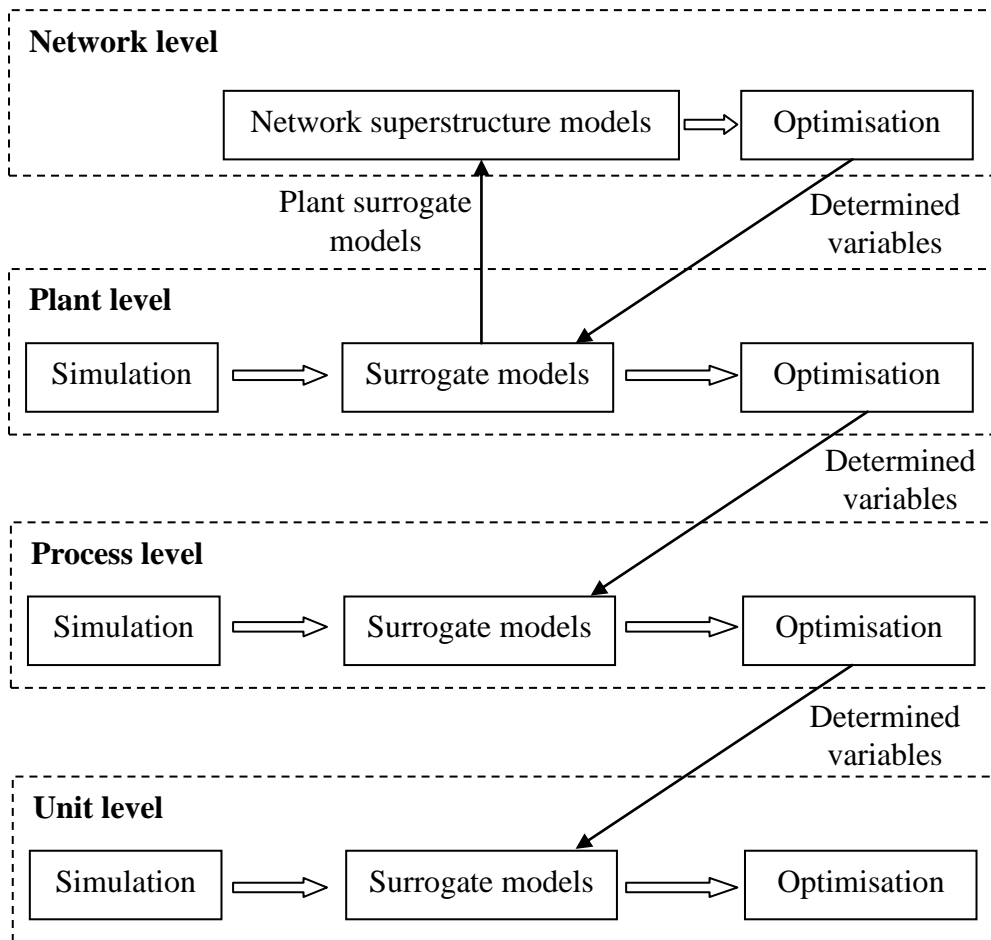 Network level
Network superstructure models
Optimisation
Plant surrogate
models
Determined
variables
Plant level
Simulation
Surrogate models
Optimisation
Determined
variables
Process level
Simulation
Surrogate models
Optimisation
Determined
variables
Unit level
Simulation
Surrogate models
Optimisation